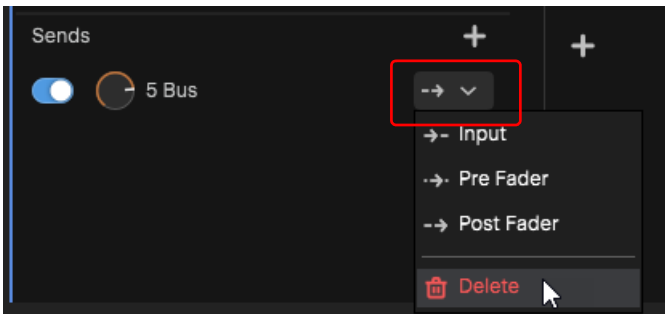 Sends
5 Bus
Input
Pre Fader
Post Fader
Delete